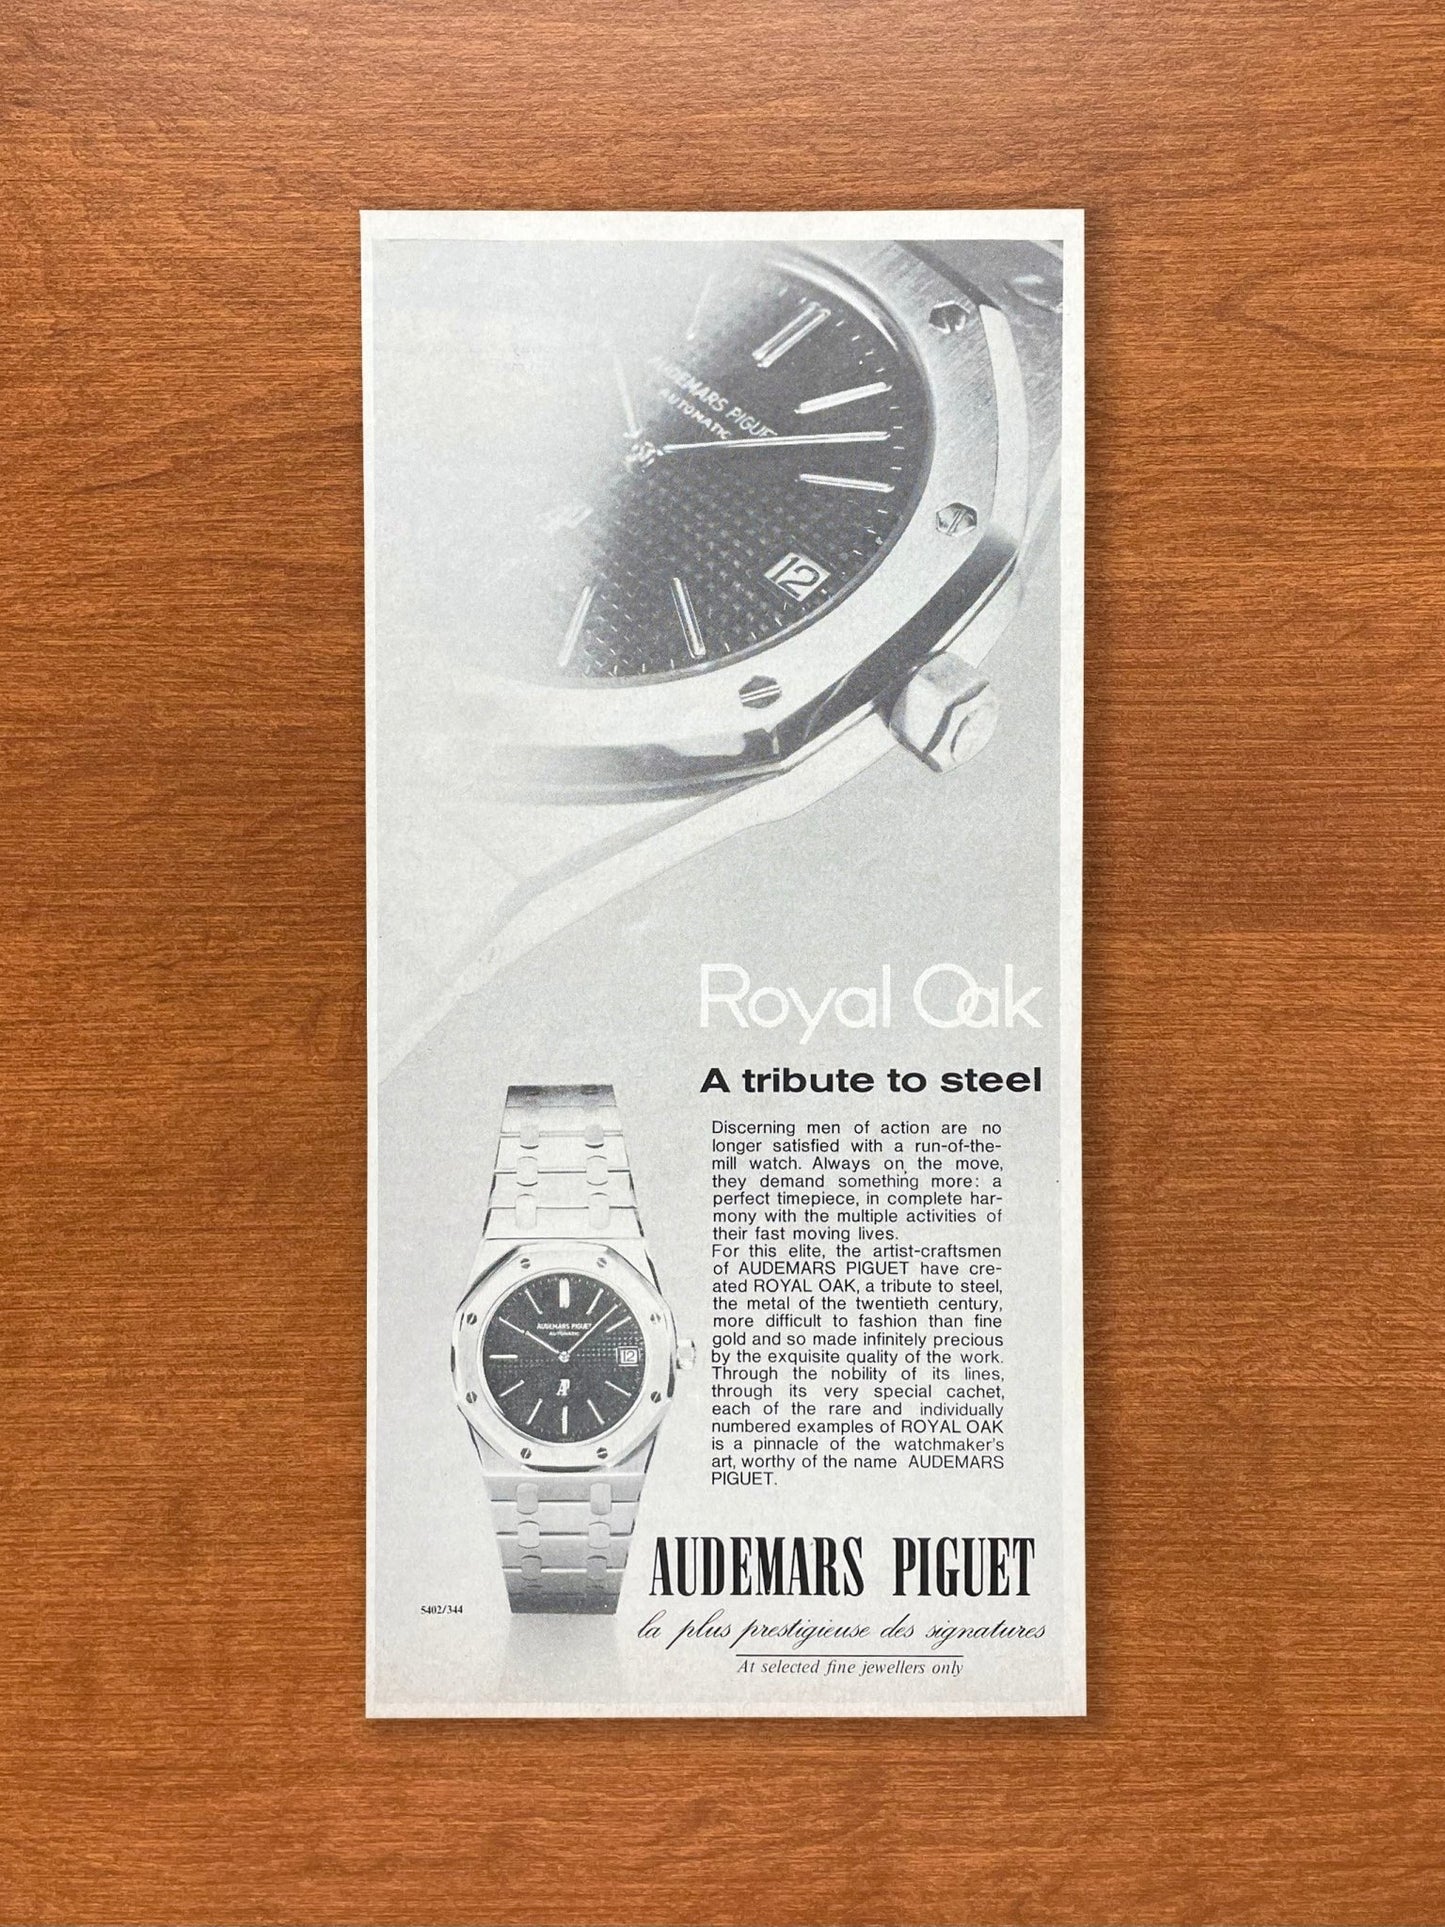 AUDEMARS PIGUET
AUTOMATIC
12
Royal Oak
A tribute to steel
Discerning men of action are no
longer satisfied with a run-of-the-
mill watch. Always on the move,
they demand something more: a
perfect timepiece, in complete har-
mony with the multiple activities of
their fast moving lives.
For this elite, the artist-craftsmen
of AUDEMARS PIGUET have cre-
ated ROYAL OAK, a tribute to steel,
the metal of the twentieth century,
more difficult to fashion than fine
gold and so made infinitely precious
by the exquisite quality of the work.
Through the nobility of its lines,
through its very special cachet,
each of the rare and individually
numbered examples of ROYAL OAK
is a pinnacle of the watchmaker's
art, worthy of the name AUDEMARS
PIGUET.
AUDEMARS PIGUET
AUTOMATIC
12
AP
5402/344
AUDEMARS PIGUET
la plus prestigieuse des signatures
At selected fine jewellers only